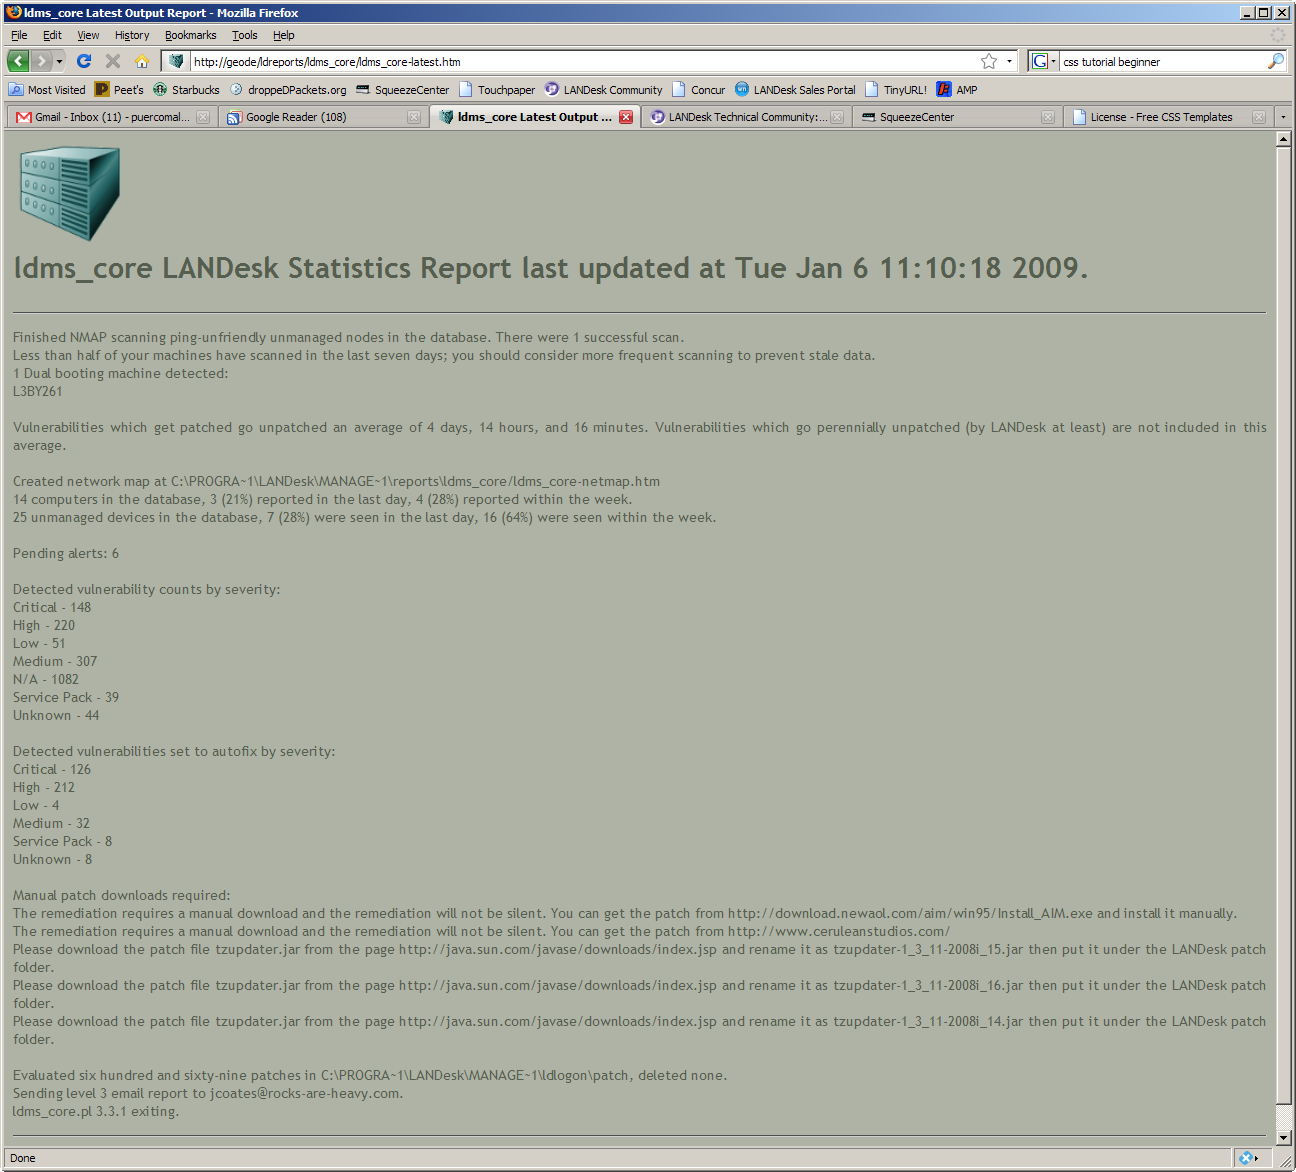 ldms_core Latest Output Report - Mozilla Firefox
File Edit View History Bookmarks Tools Help
http://geode/ldreports/ldms_core/ldms_core-latest.htm
G
css tutorial beginner
Most Visited Peet's Starbucks droppeDPackets.org SqueezeCenter Touchpaper LANDesk Community Concur LANDesk Sales Portal TinyURL! AMP
Gmail - Inbox (11) - puercomal... Google Reader (108) ldms_core Latest Output ... LANDesk Technical Community:... SqueezeCenter License - Free CSS Templates
ldms_core LANDesk Statistics Report last updated at Tue Jan 6 11:10:18 2009.
Finished NMAP scanning ping-unfriendly unmanaged nodes in the database. There were 1 successful scan.
Less than half of your machines have scanned in the last seven days; you should consider more frequent scanning to prevent stale data.
1 Dual booting machine detected:
L3BY261
Vulnerabilities which get patched go unpatched an average of 4 days, 14 hours, and 16 minutes. Vulnerabilities which go perennially unpatched (by LANDesk at least) are not included in this
average.
Created network map at C:\PROGRA~1\LANDesk\MANAGE~1\reports\ldms_core/ldms_core-netmap.htm
14 computers in the database, 3 (21%) reported in the last day, 4 (28%) reported within the week.
25 unmanaged devices in the database, 7 (28%) were seen in the last day, 16 (64%) were seen within the week.
Pending alerts: 6
Detected vulnerability counts by severity:
Critical - 148
High - 220
Low - 51
Medium - 307
N/A - 1082
Service Pack - 39
Unknown - 44
Detected vulnerabilities set to autofix by severity:
Critical - 126
High - 212
Low - 4
Medium - 32
Service Pack - 8
Unknown - 8
Manual patch downloads required:
The remediation requires a manual download and the remediation will not be silent. You can get the patch from http://download.newaol.com/aim/win95/Install_AIM.exe and install it manually.
The remediation requires a manual download and the remediation will not be silent. You can get the patch from http://www.ceruleanstudios.com/
Please download the patch file tzupdater.jar from the page http://java.sun.com/javase/downloads/index.jsp and rename it as tzupdater-1_3_11-2008i_15.jar then put it under the LANDesk patch
folder.
Please download the patch file tzupdater.jar from the page http://java.sun.com/javase/downloads/index.jsp and rename it as tzupdater-1_3_11-2008i_16.jar then put it under the LANDesk patch
folder.
Please download the patch file tzupdater.jar from the page http://java.sun.com/javase/downloads/index.jsp and rename it as tzupdater-1_3_11-2008i_14.jar then put it under the LANDesk patch
folder.
Evaluated six hundred and sixty-nine patches in C:\PROGRA~1\LANDesk\MANAGE~1\ldlogon\patch, deleted none.
Sending level 3 email report to jcoates@rocks-are-heavy.com.
ldms_core.pl 3.3.1 exiting.
Done